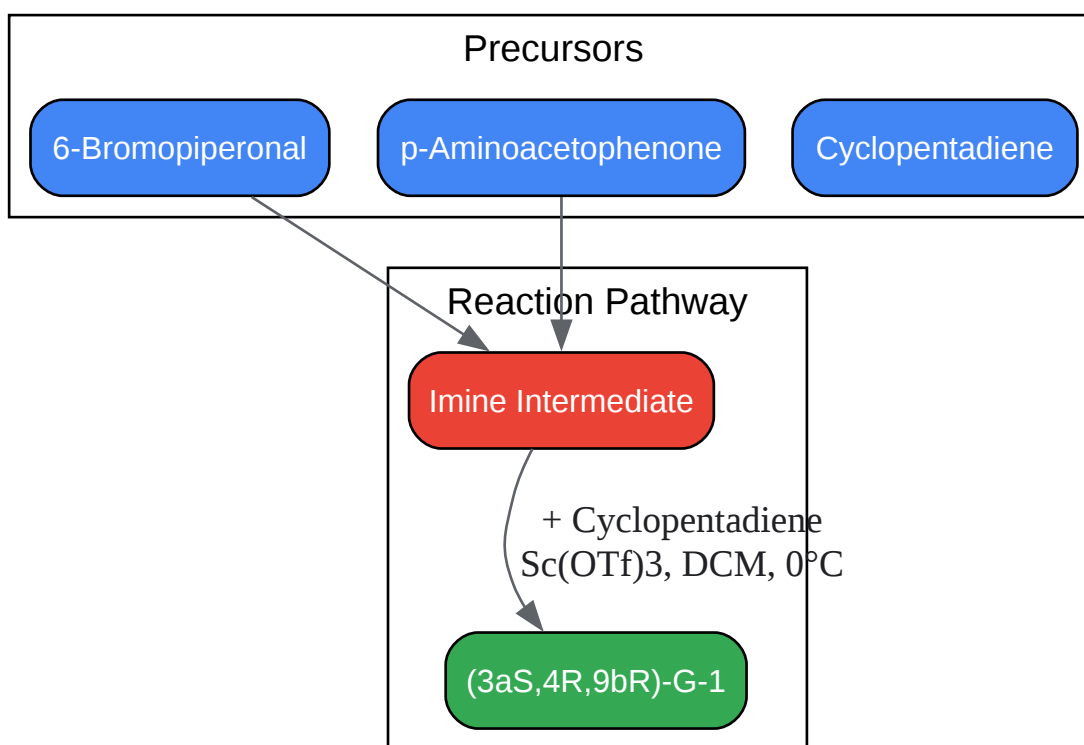 Precursors
6-Bromopiperonal
p-Aminoacetophenone
Cyclopentadiene
Reaction Pathway
Imine Intermediate
+ Cyclopentadiene
Sc(OTf)3, DCM, 0°C
(3aS,4R,9bR)-G-1